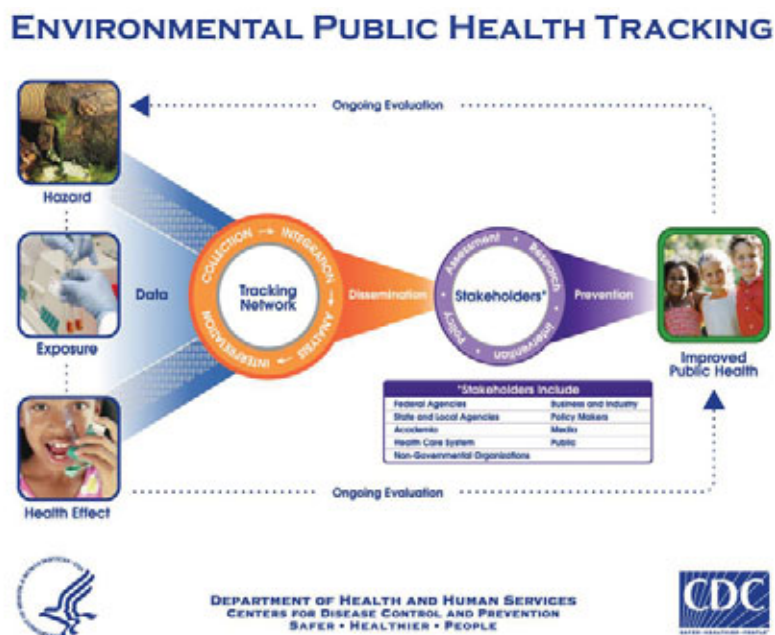 ENVIRONMENTAL PUBLIC HEALTH TRACKING
Ongoing Evaluation
Hazard
Exposure
Health Effect
Data
COLLECTION → INTEGRATION → ANALYSIS → INTERPRETATION
Tracking
Network
Dissemination
Assessment • Research • Intervention • Policy •
Stakeholders*
Prevention
Improved
Public Health
*Stakeholders Include
Federal Agencies Business and Industry
State and Local Agencies Policy Makers
Academia Media
Health Care System Public
Non-Governmental Organizations
Ongoing Evaluation
DEPARTMENT OF HEALTH AND HUMAN SERVICES
CENTERS FOR DISEASE CONTROL AND PREVENTION
SAFER • HEALTHIER • PEOPLE
CDC
SAFER•HEALTHIER•PEOPLE